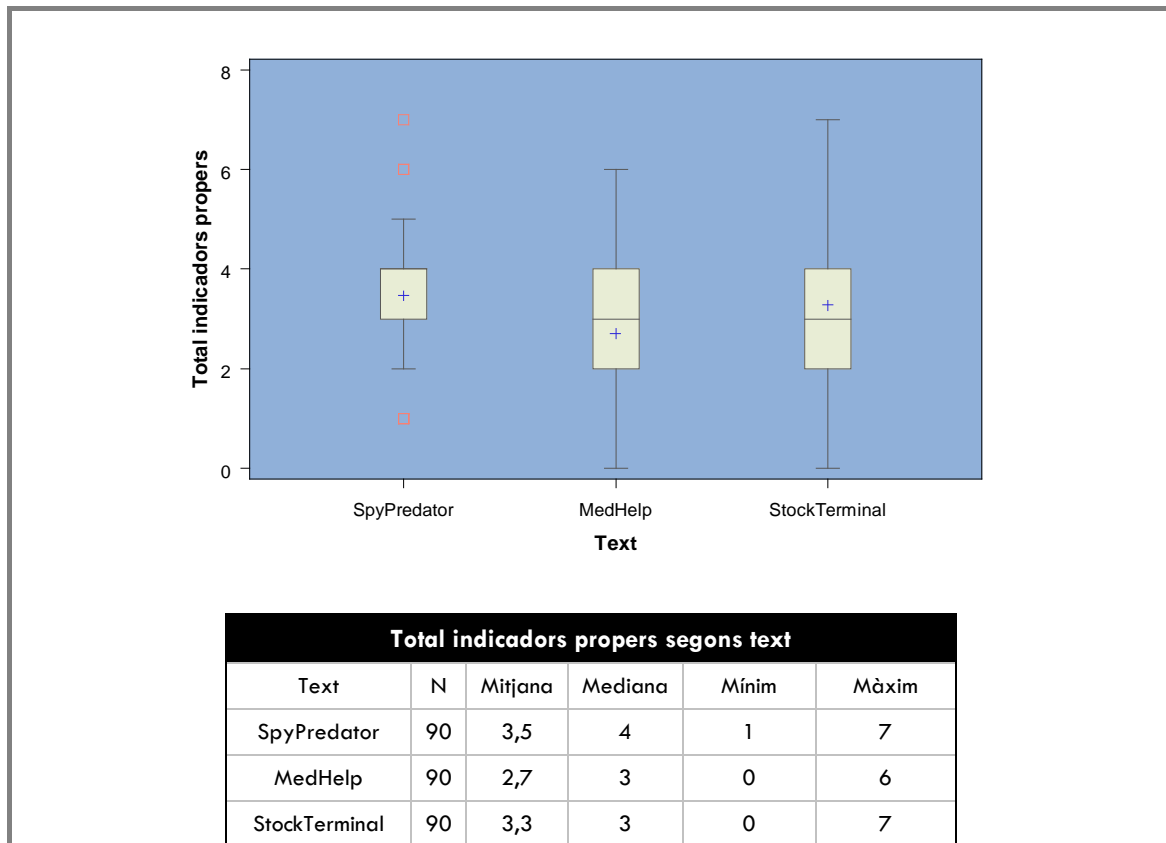 8
6
4
2
0
Total indicadors propers
SpyPredator MedHelp StockTerminal
Text
Total indicadors propers segons text
Text N Mitjana Mediana Mínim Màxim
SpyPredator 90 3,5 4 1 7
MedHelp 90 2,7 3 0 6
StockTerminal 90 3,3 3 0 7